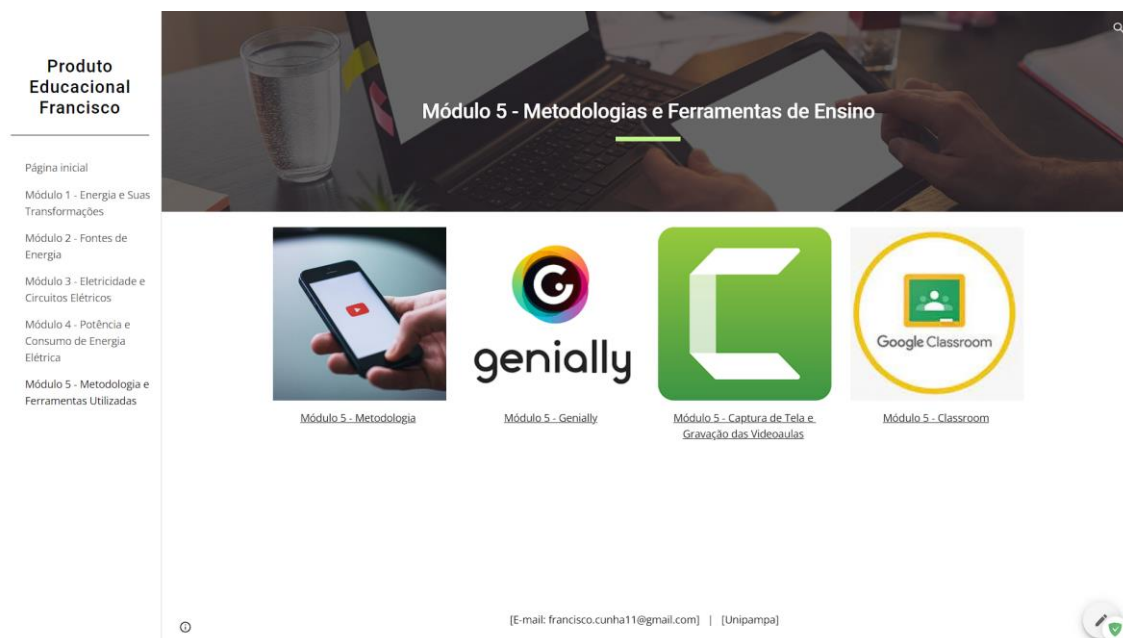 Produto
Educacional
Francisco
Página inicial
Módulo 1 - Energia e Suas
Transformações
Módulo 2 - Fontes de
Energia
Módulo 3 - Eletricidade e
Circuitos Elétricos
Módulo 4 - Potência e
Consumo de Energia
Elétrica
Módulo 5 - Metodologia e
Ferramentas Utilizadas
Módulo 5 - Metodologias e Ferramentas de Ensino
genially
Google Classroom
Módulo 5 - Metodologia
Módulo 5 - Genially
Módulo 5 - Captura de Tela e
Gravação das Videoaulas
Módulo 5 - Classroom
[E-mail: francisco.cunha11@gmail.com] | [Unipampa]